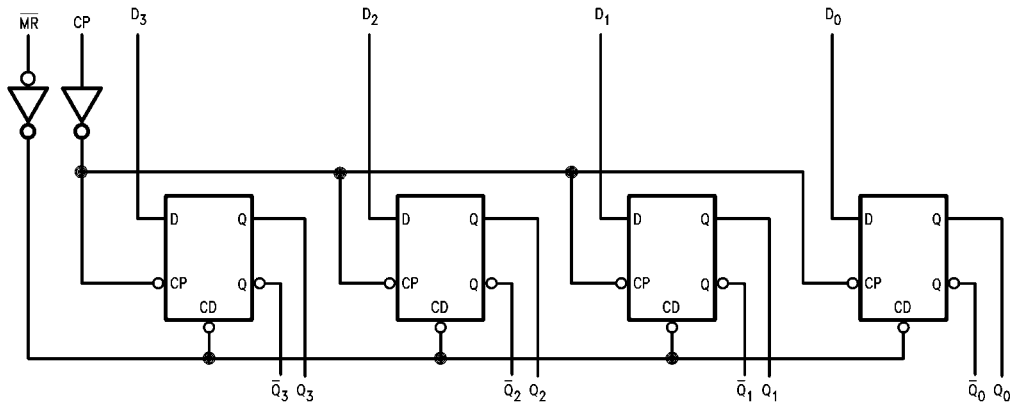 M̅R̅ CP D₃ D₂ D₁ D₀
D Q D Q D Q D Q
CP Q CP Q CP Q CP Q
CD CD CD CD
Q̅₃ Q₃ Q̅₂ Q₂ Q̅₁ Q₁ Q̅₀ Q₀